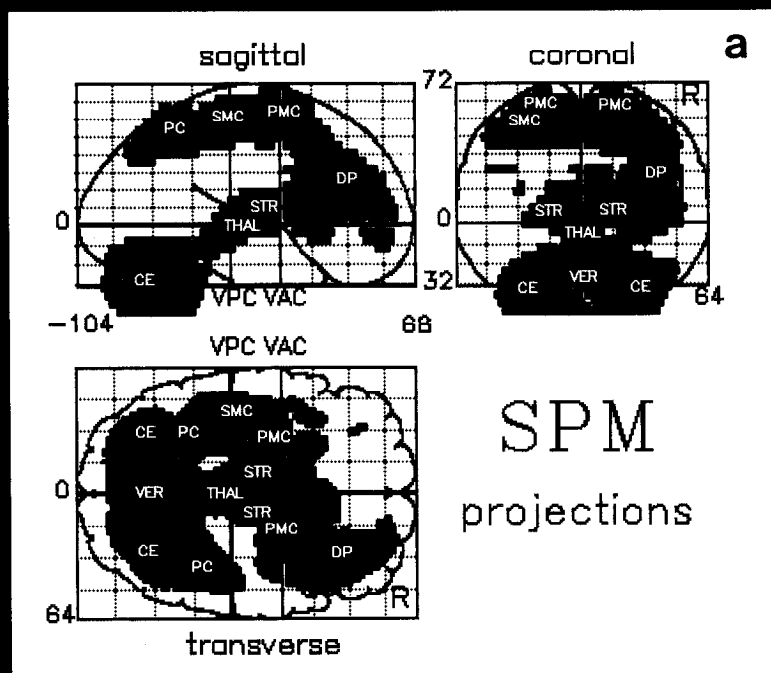 a
sagittal
coronal
PC SMC PMC
DP
STR
THAL
CE
0
VPC VAC
-104 66
72
R
PMC PMC
SMC
DP
STR STR
THAL
CE VER CE
0
32
64
VPC VAC
SMC
CE PC PMC
STR
VER THAL
STR
PMC
CE PC DP
0
64
R
transverse
SPM
projections